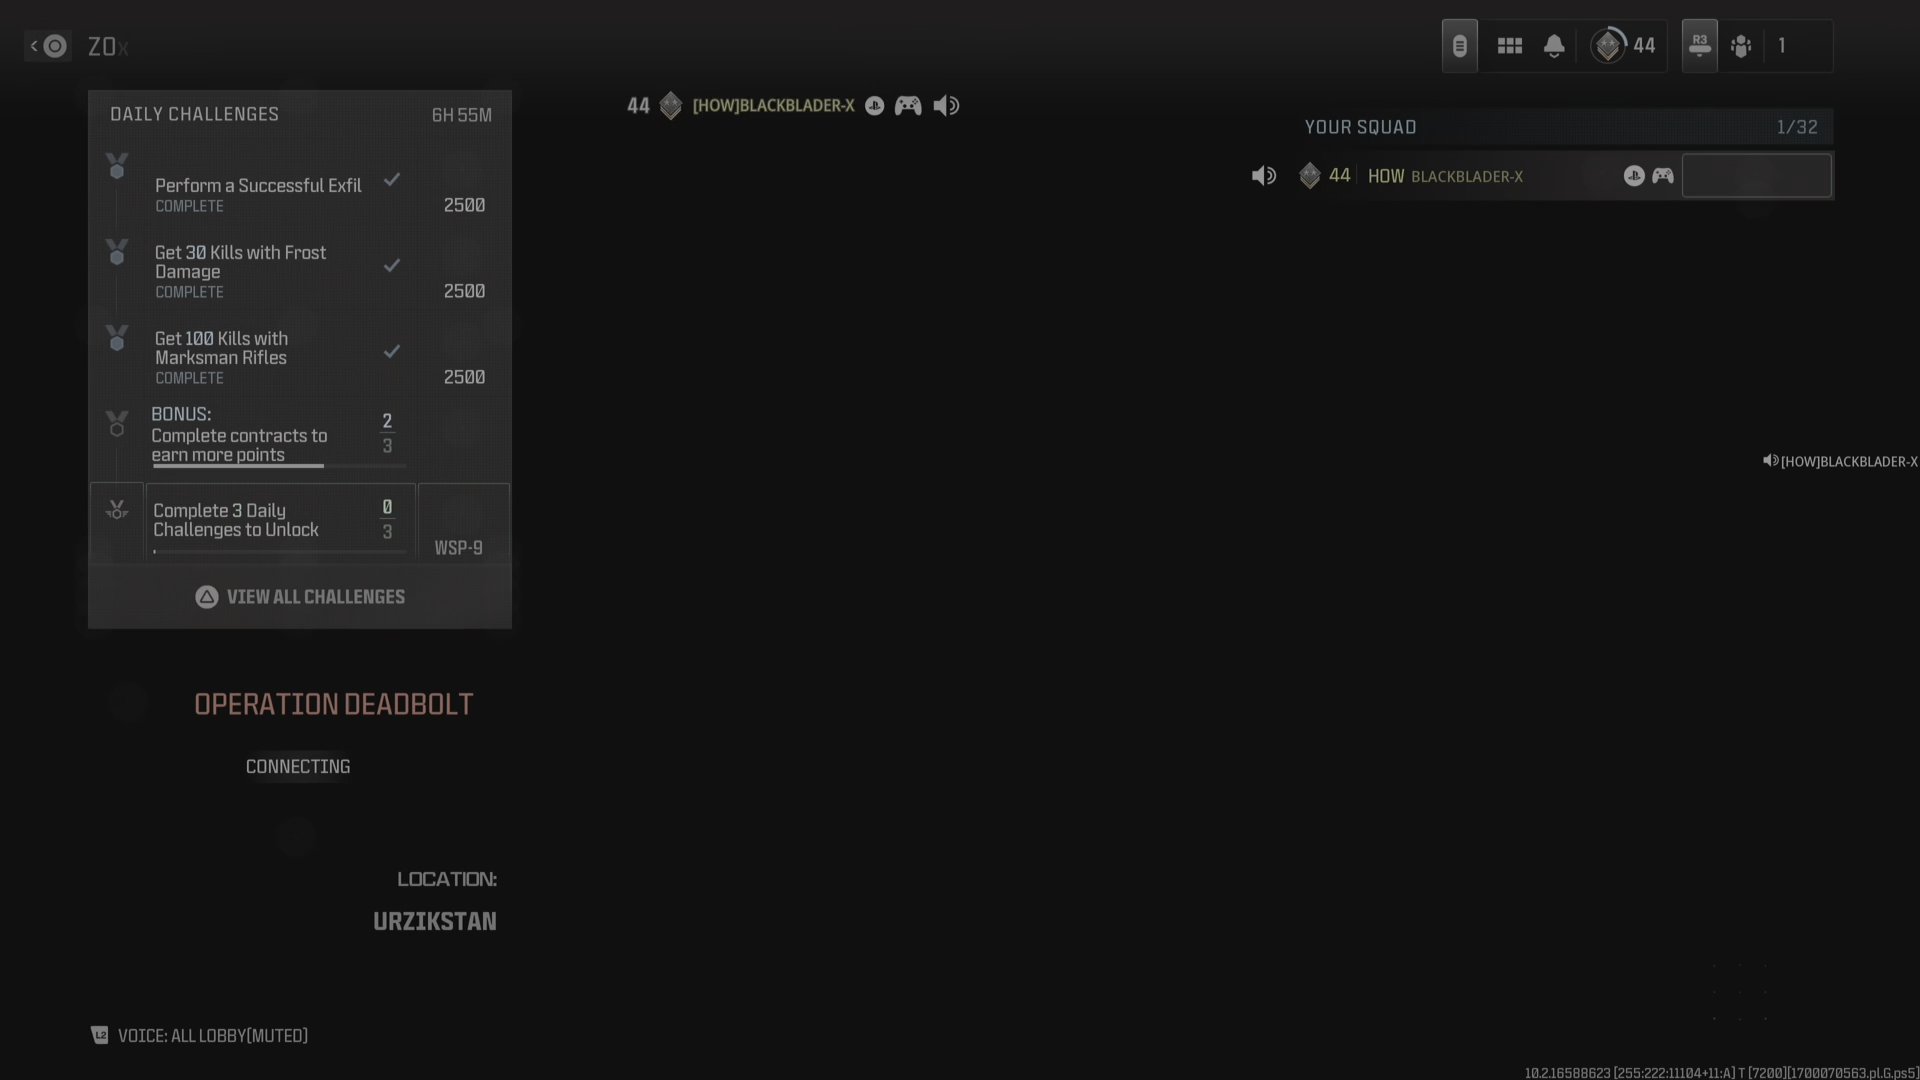 ZOx
44
R3
1
DAILY CHALLENGES 6H 55M
Perform a Successful Exfil
COMPLETE
2500
Get 30 Kills with Frost
Damage
COMPLETE
2500
Get 100 Kills with
Marksman Rifles
COMPLETE
2500
BONUS:
Complete contracts to
earn more points
2
3
Complete 3 Daily
Challenges to Unlock
0
3
WSP-9
VIEW ALL CHALLENGES
44 [HOW]BLACKBLADER-X
YOUR SQUAD 1/32
44 HOW BLACKBLADER-X
[HOW]BLACKBLADER-X
OPERATION DEADBOLT
CONNECTING
LOCATION:
URZIKSTAN
L2 VOICE: ALL LOBBY[MUTED]
10.2.16588623 [255:222:11104+11:A] T [7200][1700070563.pl.G.ps5]